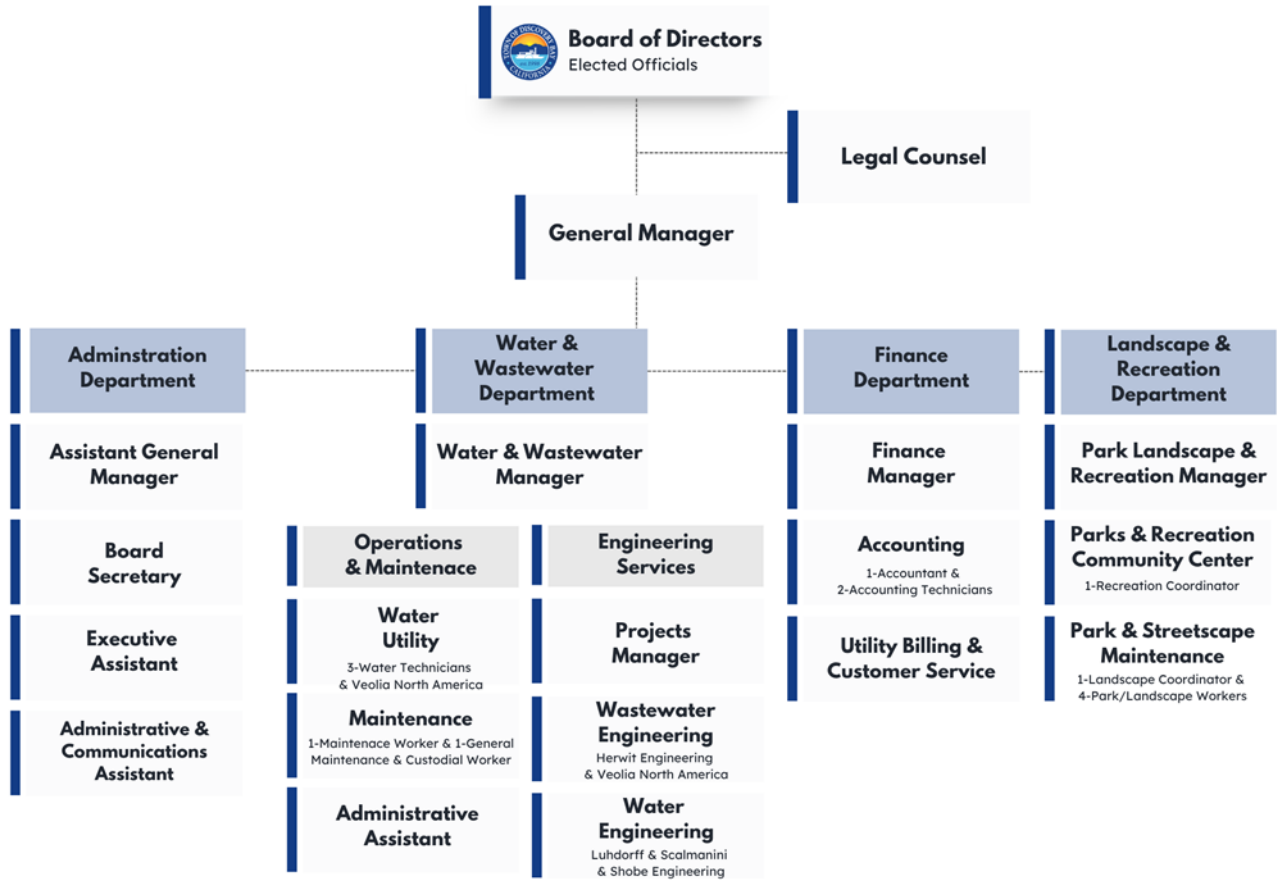 TOWN OF DISCOVERY BAY
CALIFORNIA
Board of Directors
Elected Officials
Legal Counsel
General Manager
Adminstration
Department
Assistant General
Manager
Board
Secretary
Executive
Assistant
Administrative &
Communications
Assistant
Water &
Wastewater
Department
Water & Wastewater
Manager
Operations
& Maintenace
Water
Utility
3-Water Technicians
& Veolia North America
Maintenance
1-Maintenace Worker & 1-General
Maintenance & Custodial Worker
Administrative
Assistant
Engineering
Services
Projects
Manager
Wastewater
Engineering
Herwit Engineering
& Veolia North America
Water
Engineering
Luhdorff & Scalmanini
& Shobe Engineering
Finance
Department
Finance
Manager
Accounting
1-Accountant &
2-Accounting Technicians
Utility Billing &
Customer Service
Landscape &
Recreation
Department
Park Landscape &
Recreation Manager
Parks & Recreation
Community Center
1-Recreation Coordinator
Park & Streetscape
Maintenance
1-Landscape Coordinator &
4-Park/Landscape Workers